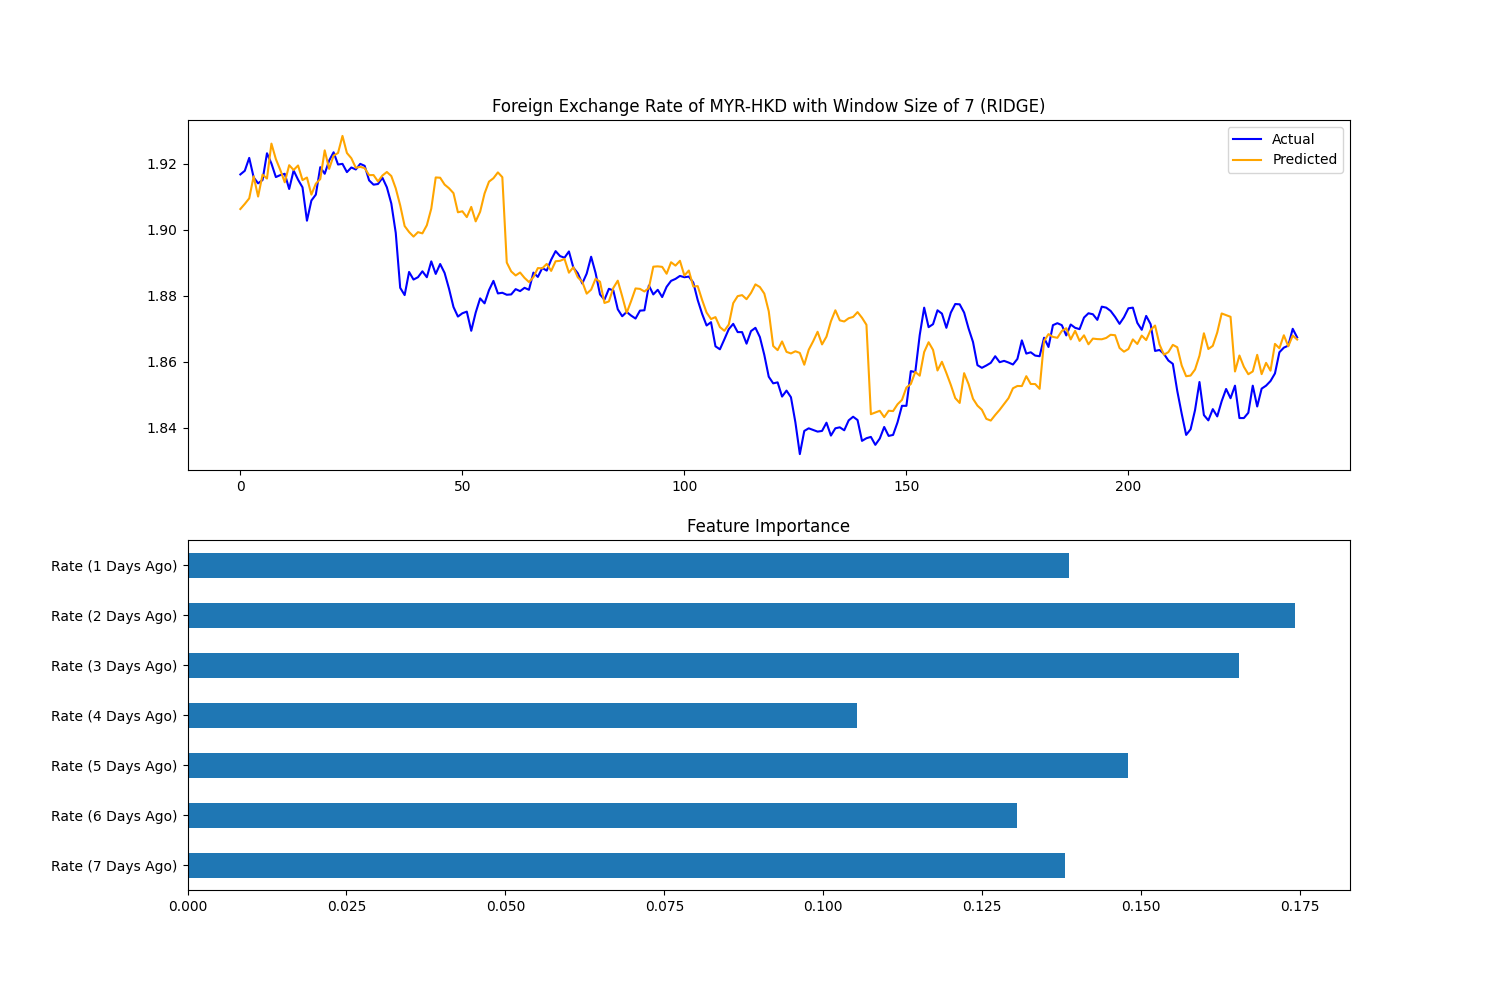 Foreign Exchange Rate of MYR-HKD with Window Size of 7 (RIDGE)
Actual
Predicted
1.92
1.90
1.88
1.86
1.84
0 50 100 150 200
Feature Importance
Rate (1 Days Ago)
Rate (2 Days Ago)
Rate (3 Days Ago)
Rate (4 Days Ago)
Rate (5 Days Ago)
Rate (6 Days Ago)
Rate (7 Days Ago)
0.000 0.025 0.050 0.075 0.100 0.125 0.150 0.175